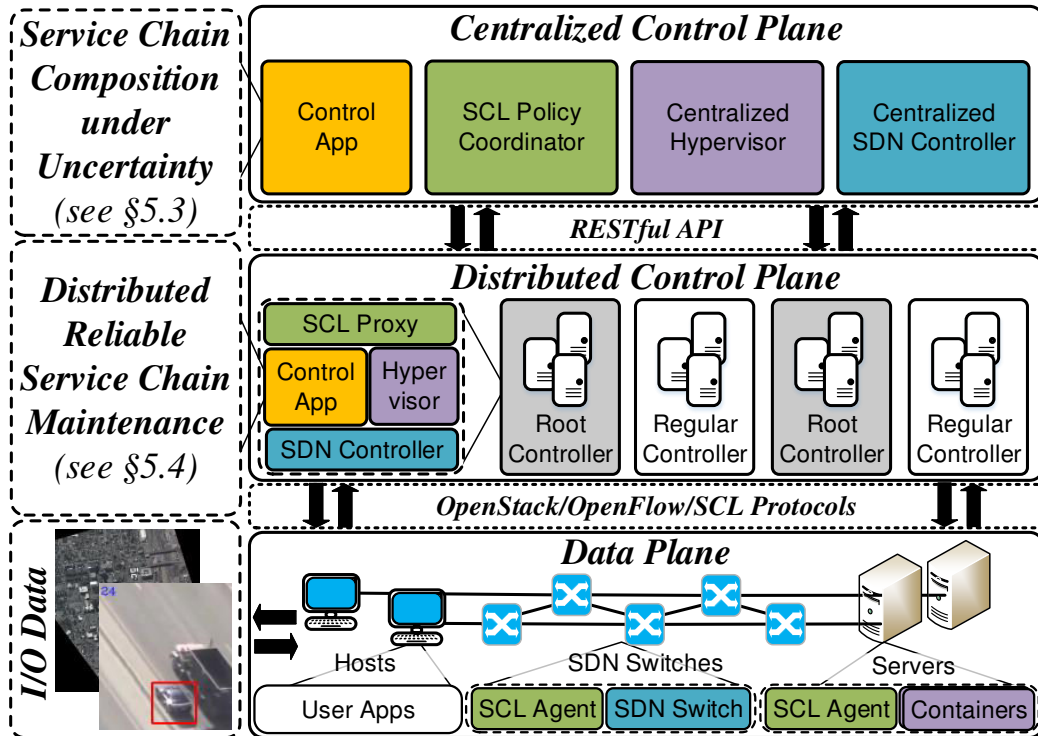 Service Chain
Composition
under
Uncertainty
(see §5.3)
Centralized Control Plane
Control
App
SCL Policy
Coordinator
Centralized
Hypervisor
Centralized
SDN Controller
RESTful API
Distributed
Reliable
Service Chain
Maintenance
(see §5.4)
Distributed Control Plane
SCL Proxy
Control
App
Hyper
visor
SDN Controller
Root
Controller
Regular
Controller
Root
Controller
Regular
Controller
OpenStack/OpenFlow/SCL Protocols
I/O Data
24
Data Plane
Hosts
SDN Switches
Servers
User Apps
SCL Agent
SDN Switch
SCL Agent
Containers